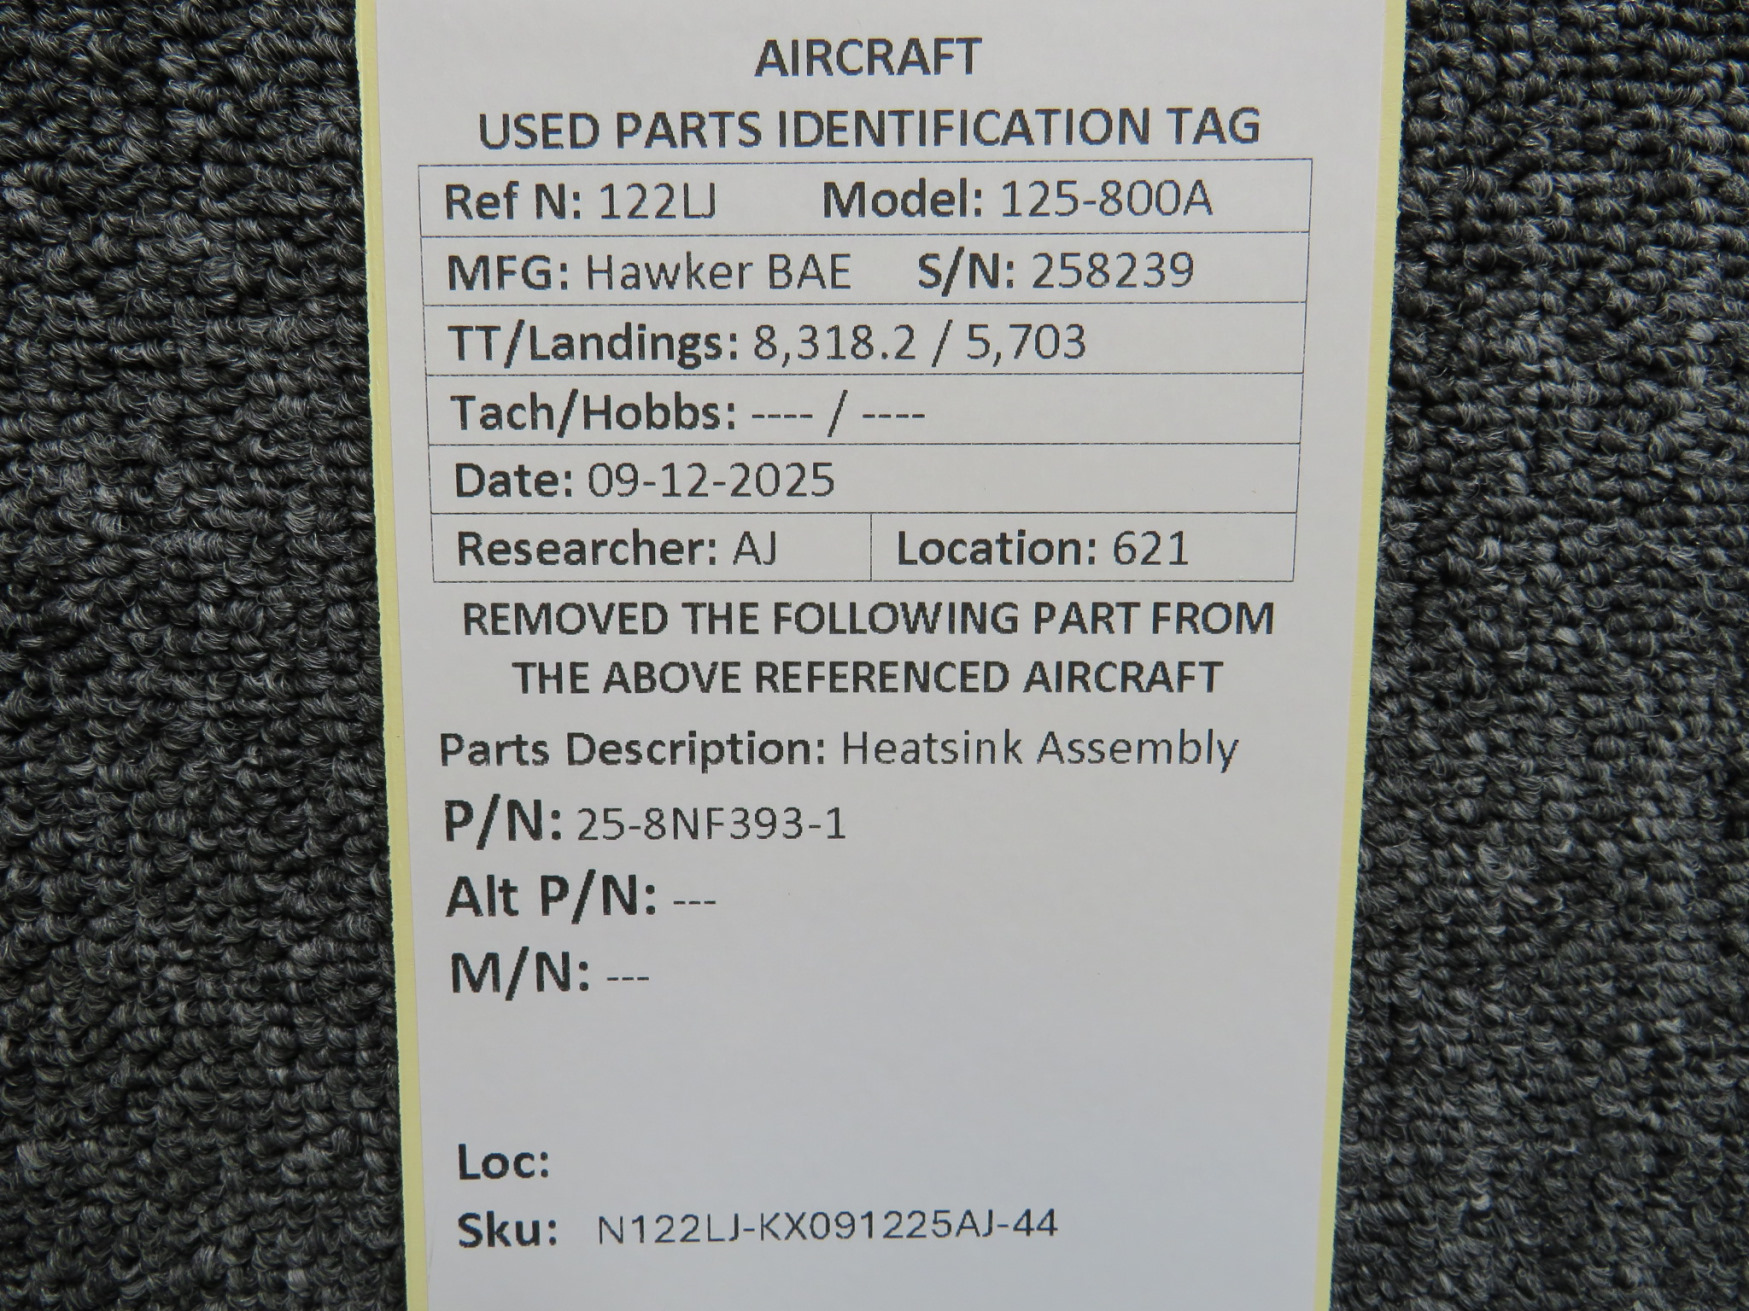 AIRCRAFT
USED PARTS IDENTIFICATION TAG
Ref N: 122LJ Model: 125-800A
MFG: Hawker BAE S/N: 258239
TT/Landings: 8,318.2 / 5,703
Tach/Hobbs: ---- / ----
Date: 09-12-2025
Researcher: AJ Location: 621
REMOVED THE FOLLOWING PART FROM
THE ABOVE REFERENCED AIRCRAFT
Parts Description: Heatsink Assembly
P/N: 25-8NF393-1
Alt P/N: ---
M/N: ---
Loc:
Sku: N122LJ-KX091225AJ-44